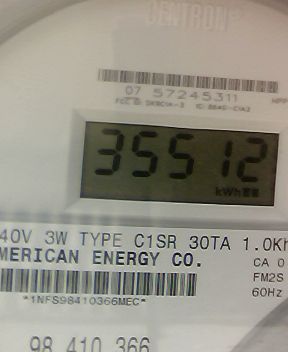 CENTRON
07 57245311
35512
kWh
40V 3W TYPE C1SR 30TA 1.0Kh
MERICAN ENERGY CO.
CA 0
FM2S
*1NFS98410366MEC*
60Hz
98 410 366